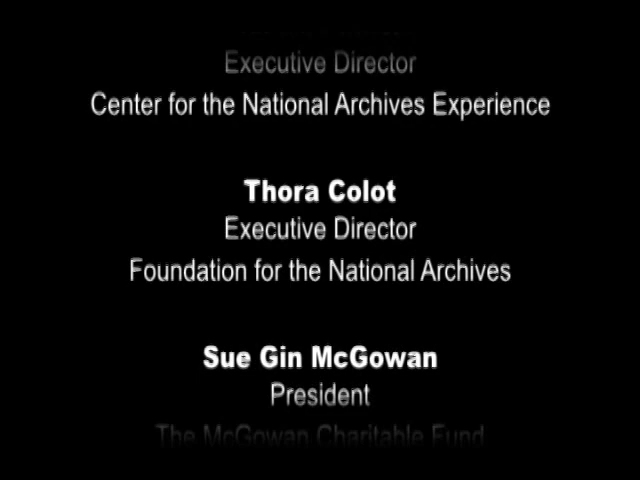 Executive Director
Center for the National Archives Experience
Thora Colot
Executive Director
Foundation for the National Archives
Sue Gin McGowan
President
The McGowan Charitable Fund